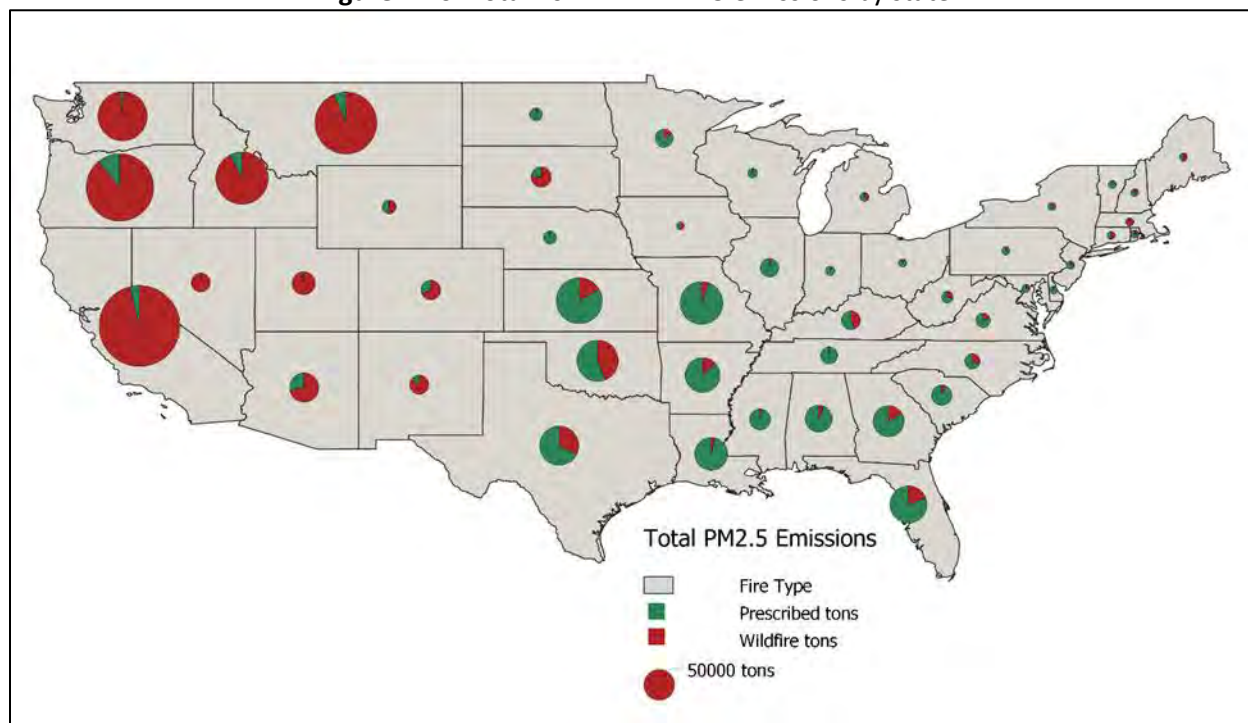 Total PM2.5 Emissions
Fire Type
Prescribed tons
Wildfire tons
50000 tons